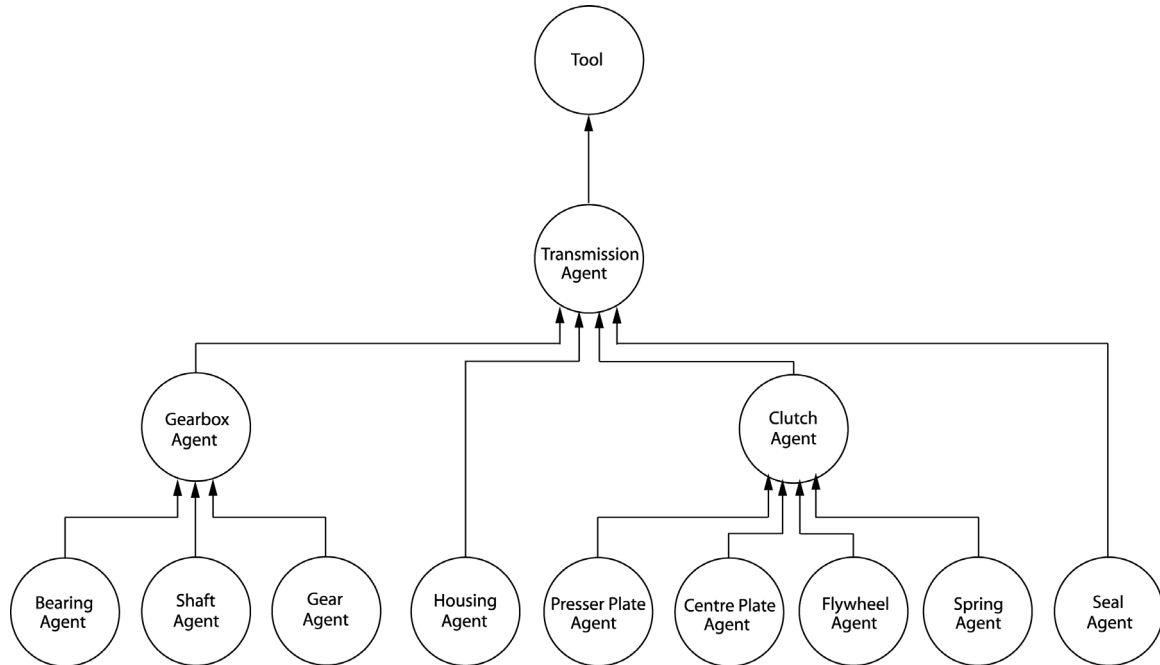 Tool
Transmission
Agent
Gearbox
Agent
Clutch
Agent
Bearing
Agent
Shaft
Agent
Gear
Agent
Housing
Agent
Presser Plate
Agent
Centre Plate
Agent
Flywheel
Agent
Spring
Agent
Seal
Agent